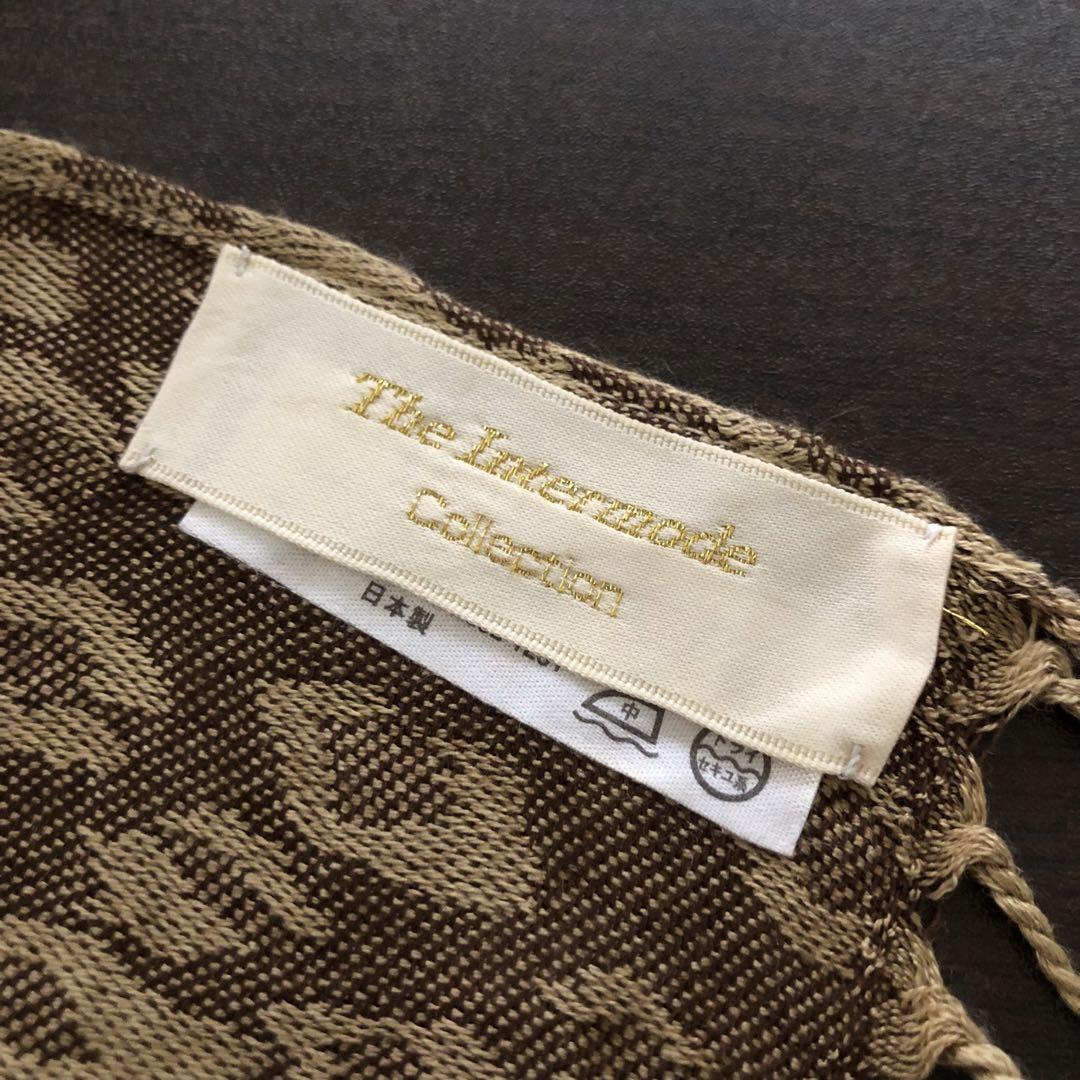 The Intermode
Collection
日本製
中
ドライ
セキユ系